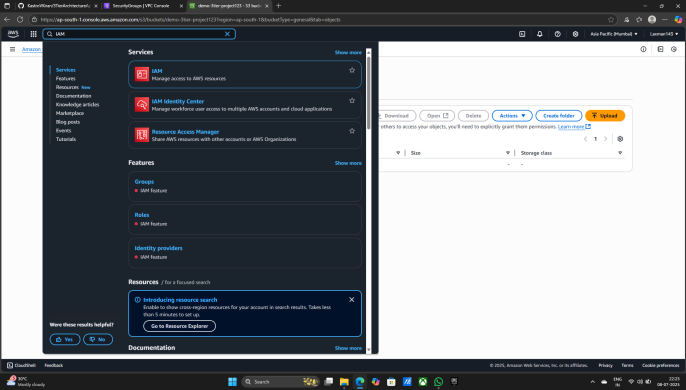 KastroVKiran/3TierArchitecture/
SecurityGroups | VPC Console
demo-3tier-project123 - S3 buck
https://ap-south-1.console.aws.amazon.com/s3/buckets/demo-3tier-project123?region=ap-south-1&bucketType=general&tab=objects
aws
IAM
Asia Pacific (Mumbai)
Laxman143
Amazon
Services
Features
Resources New
Documentation
Knowledge articles
Marketplace
Blog posts
Events
Tutorials
Were these results helpful?
Yes
No
Services
Show more
IAM
Manage access to AWS resources
IAM Identity Center
Manage workforce user access to multiple AWS accounts and cloud applications
Resource Access Manager
Share AWS resources with other accounts or AWS Organizations
Features
Show more
Groups
IAM feature
Roles
IAM feature
Identity providers
IAM feature
Resources / for a focused search
Introducing resource search
Enable to show cross-region resources for your account in search results. Takes less
than 5 minutes to set up.
Go to Resource Explorer
Documentation
Show more
Download
Open
Delete
Actions
Create folder
Upload
others to access your objects, you'll need to explicitly grant them permissions. Learn more
1
Size
Storage class
-
-
CloudShell
Feedback
© 2025, Amazon Web Services, Inc. or its affiliates.
Privacy
Terms
Cookie preferences
30°C
Mostly cloudy
Search
ENG
IN
22:25
08-07-2025